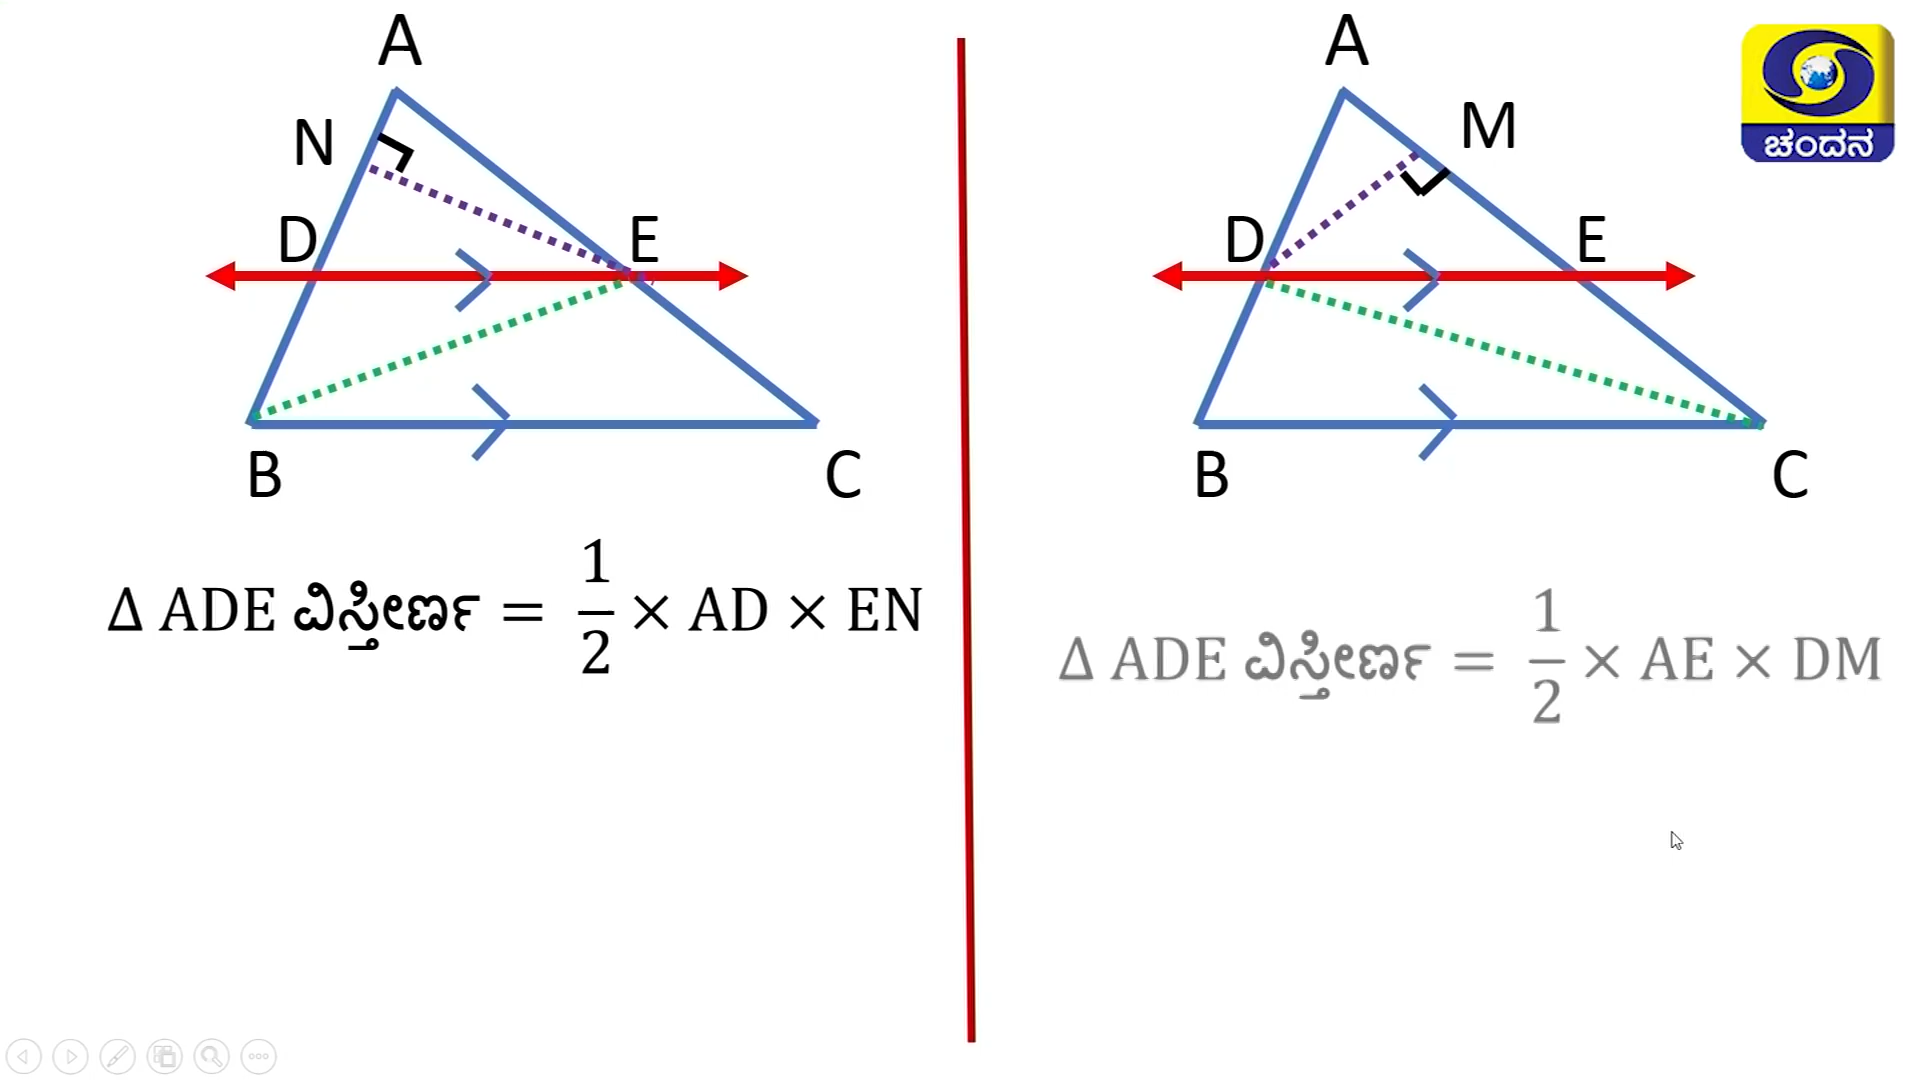 A
N
D
E
B
C
Δ ADE ವಿಸ್ತೀರ್ಣ = 1/2 × AD × EN
A
M
D
E
B
C
Δ ADE ವಿಸ್ತೀರ್ಣ = 1/2 × AE × DM
ಚಂದನ